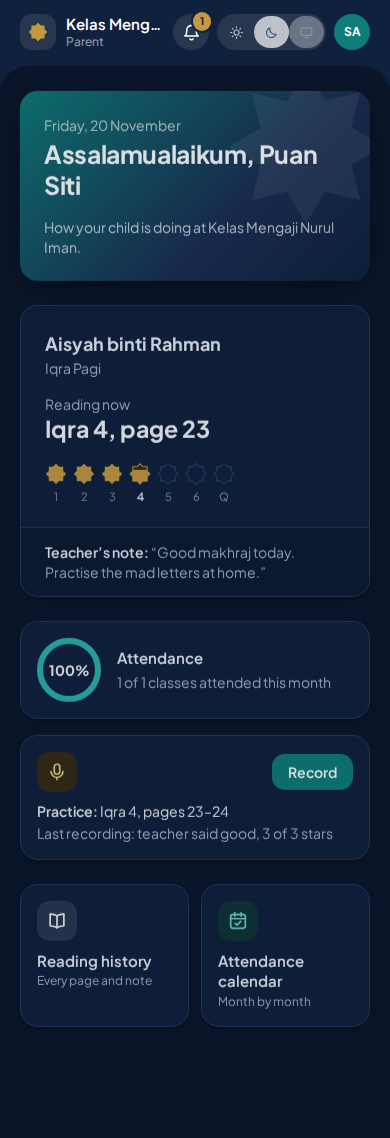 Kelas Meng...
Parent
1
SA
Friday, 20 November
Assalamualaikum, Puan
Siti
How your child is doing at Kelas Mengaji Nurul
Iman.
Aisyah binti Rahman
Iqra Pagi
Reading now
Iqra 4, page 23
1 2 3 4 5 6 Q
Teacher’s note: “Good makhraj today.
Practise the mad letters at home.”
100%
Attendance
1 of 1 classes attended this month
Record
Practice: Iqra 4, pages 23–24
Last recording: teacher said good, 3 of 3 stars
Reading history
Every page and note
Attendance
calendar
Month by month